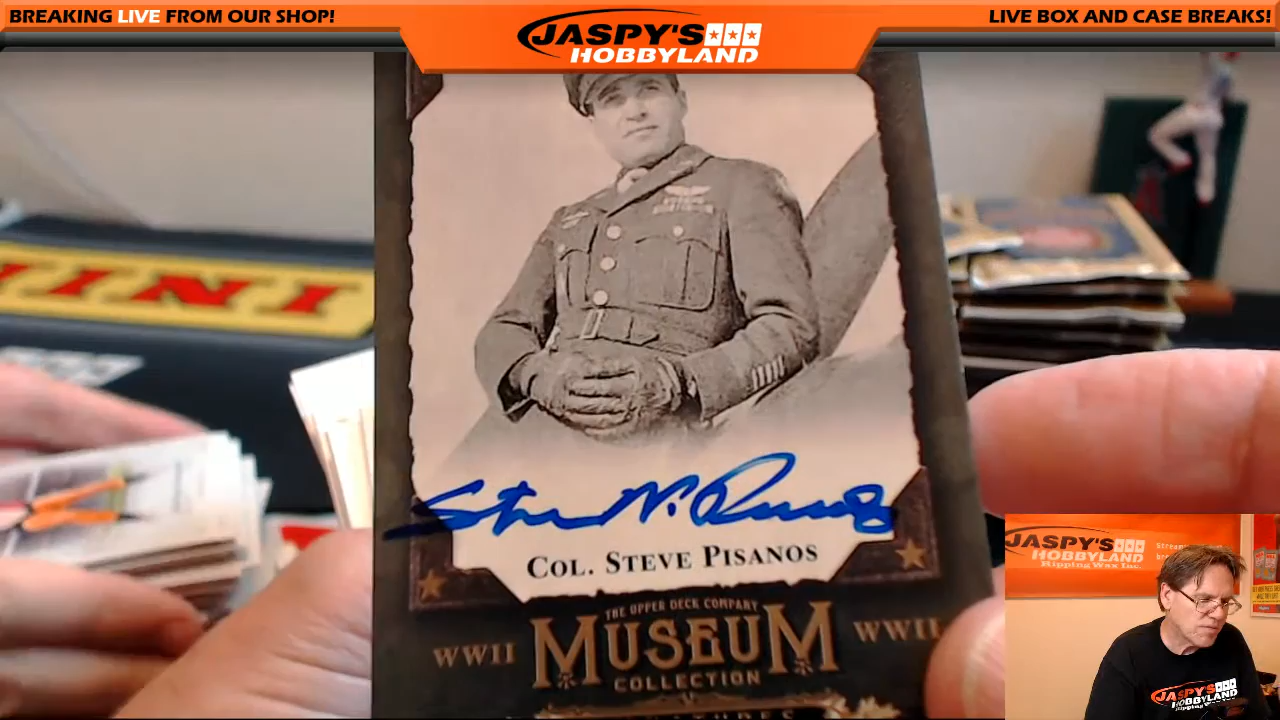 BREAKING LIVE FROM OUR SHOP!
JASPY'S
HOBBYLAND
LIVE BOX AND CASE BREAKS!
INI
COL. STEVE PISANOS
THE UPPER DECK COMPANY
WWII MUSEUM WWII
COLLECTION
JASPY'S
HOBBYLAND
Ripping Wax Inc.
JASPY'S
HOBBYLAND